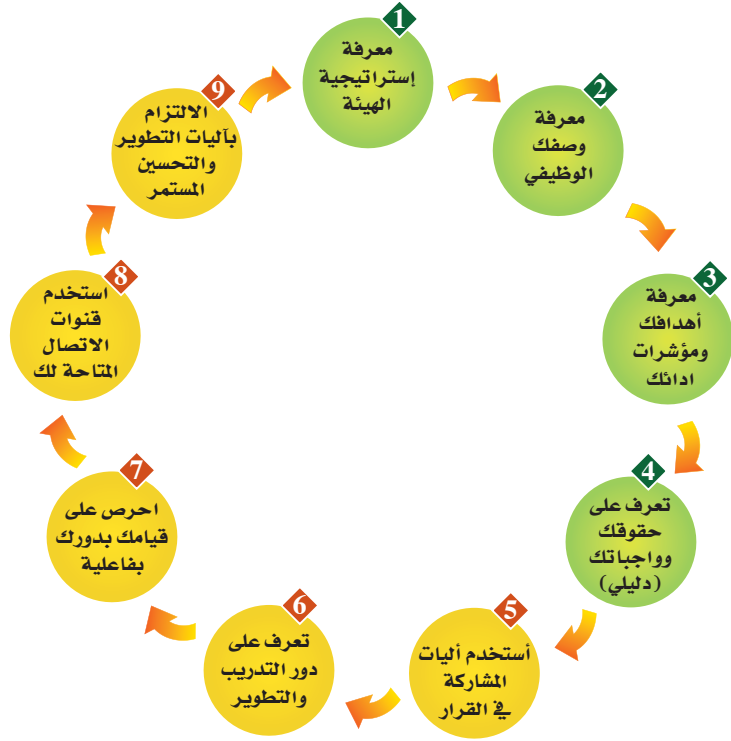 1
معرفة
إستراتيجية
الهيئة
2
معرفة
وصفك
الوظيفي
3
معرفة
أهدافك
ومؤشرات
ادائك
4
تعرف على
حقوقك
وواجباتك
(دليلي)
5
أستخدم أليات
المشاركة
في القرار
6
تعرف على
دور التدريب
والتطوير
7
احرص على
قيامك بدورك
بفاعلية
8
استخدم
قنوات
الاتصال
المتاحة لك
9
الالتزام
بآليات التطوير
والتحسين
المستمر